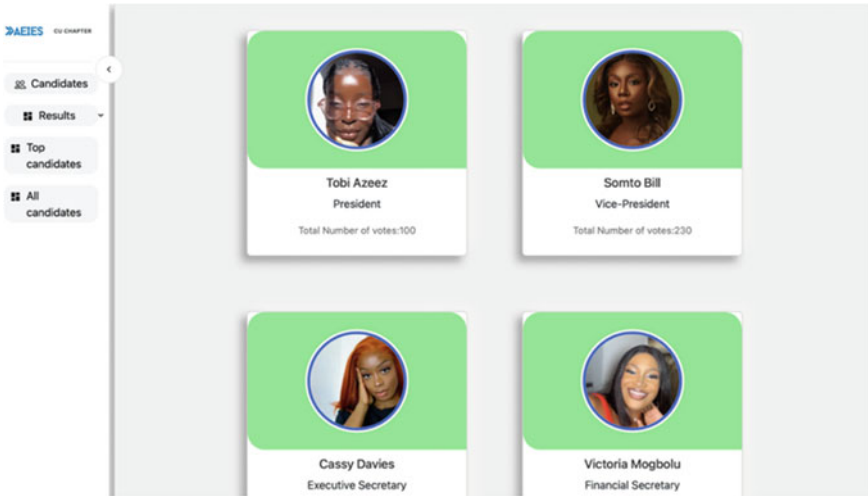 AEIES CU CHAPTER
Candidates
Results
Top
candidates
All
candidates
Tobi Azeez
President
Total Number of votes:100
Somto Bill
Vice-President
Total Number of votes:230
Cassy Davies
Executive Secretary
Victoria Mogbolu
Financial Secretary